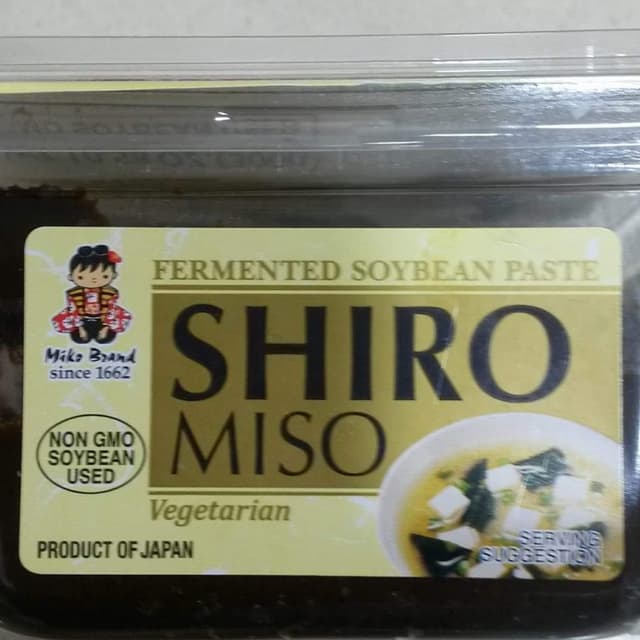 FERMENTED SOYBEAN PASTE
SHIRO
MISO
Miko Brand
since 1662
NON GMO
SOYBEAN
USED
Vegetarian
PRODUCT OF JAPAN
SERVING
SUGGESTION